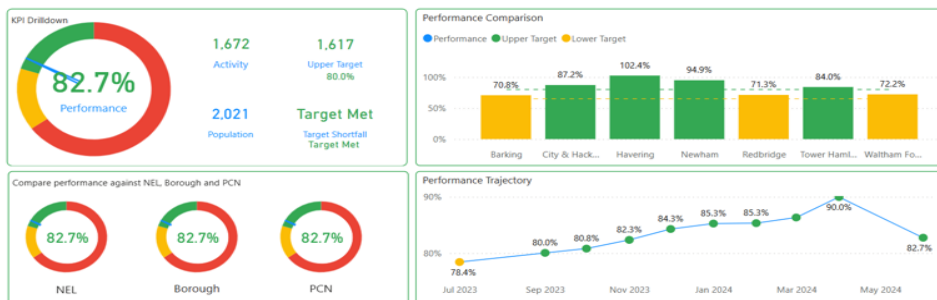 KPI Drilldown
82.7%
Performance
1,672
Activity
1,617
Upper Target
80.0%
2,021
Population
Target Met
Target Shortfall
Target Met
Performance Comparison
Performance Upper Target Lower Target
100%
50%
0%
70.8%
87.2%
102.4%
94.9%
71.3%
84.0%
72.2%
Barking City & Hack... Havering Newham Redbridge Tower Haml... Waltham Fo...
Compare performance against NEL, Borough and PCN
82.7% 82.7% 82.7%
NEL Borough PCN
Performance Trajectory
90%
80%
78.4%
80.0%
80.8%
82.3%
84.3%
85.3%
85.3%
90.0%
82.7%
Jul 2023 Sep 2023 Nov 2023 Jan 2024 Mar 2024 May 2024